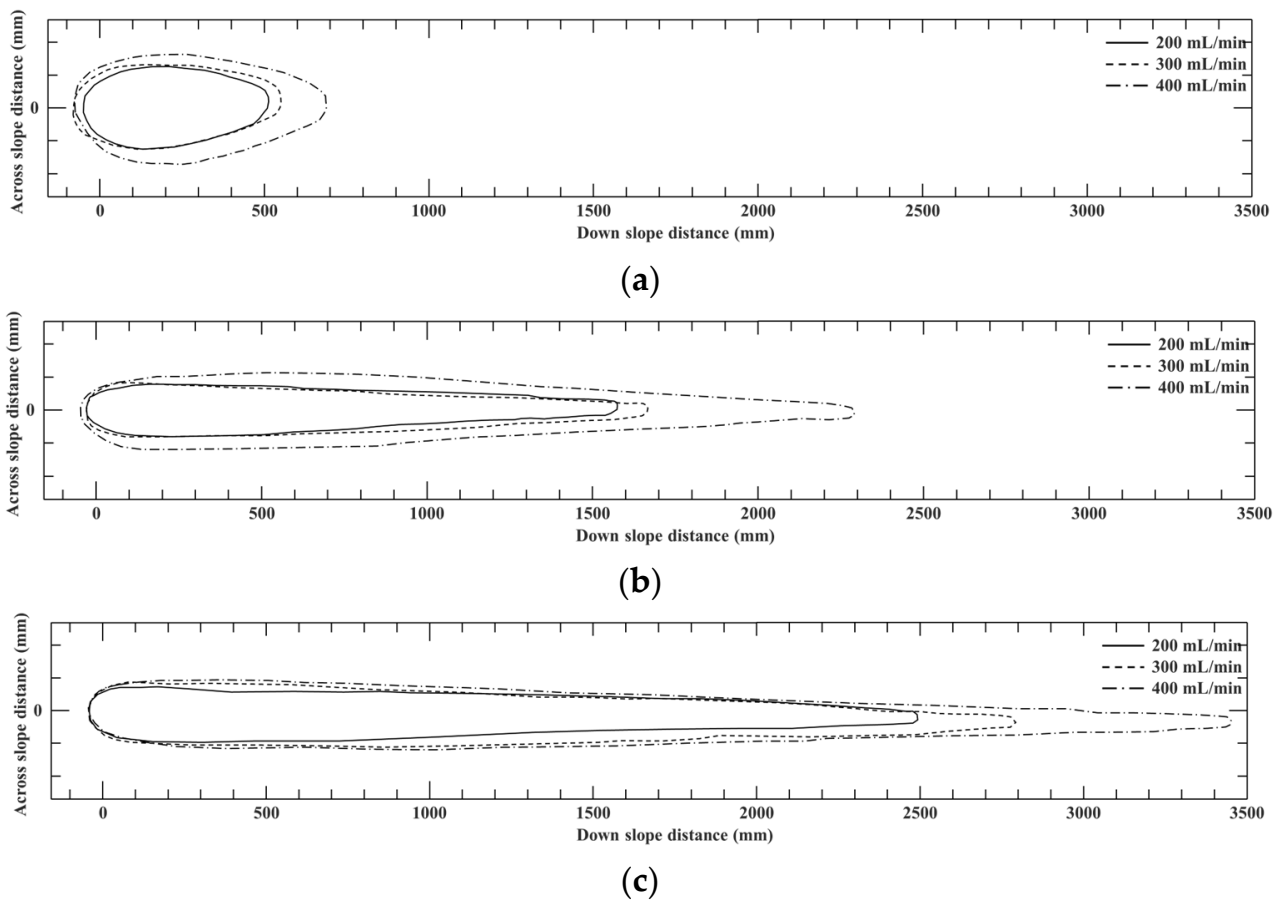 Across slope distance (mm)
200 mL/min
300 mL/min
400 mL/min
0
0 500 1000 1500 2000 2500 3000 3500
Down slope distance (mm)
(a)
Across slope distance (mm)
200 mL/min
300 mL/min
400 mL/min
0
0 500 1000 1500 2000 2500 3000 3500
Down slope distance (mm)
(b)
Across slope distance (mm)
200 mL/min
300 mL/min
400 mL/min
0
0 500 1000 1500 2000 2500 3000 3500
Down slope distance (mm)
(c)